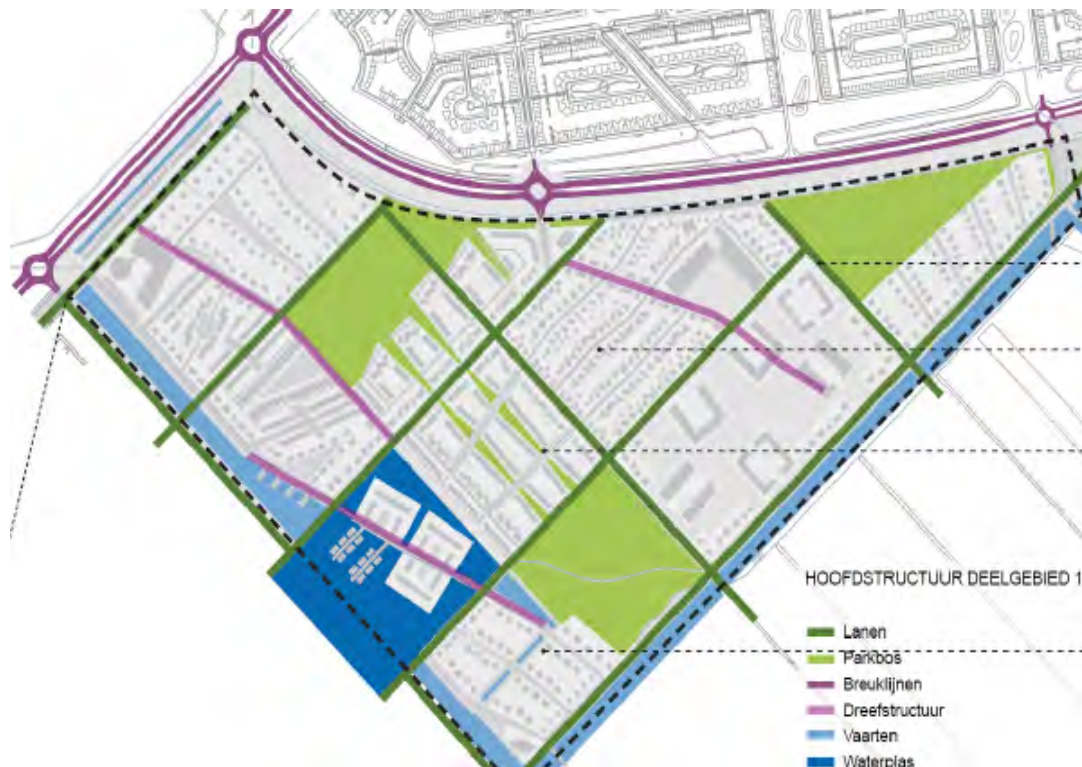 HOOFDSTRUCTUUR DEELGEBIED 1
Lanen
Parkbos
Breuklijnen
Dreefstructuur
Vaarten
Waterplas